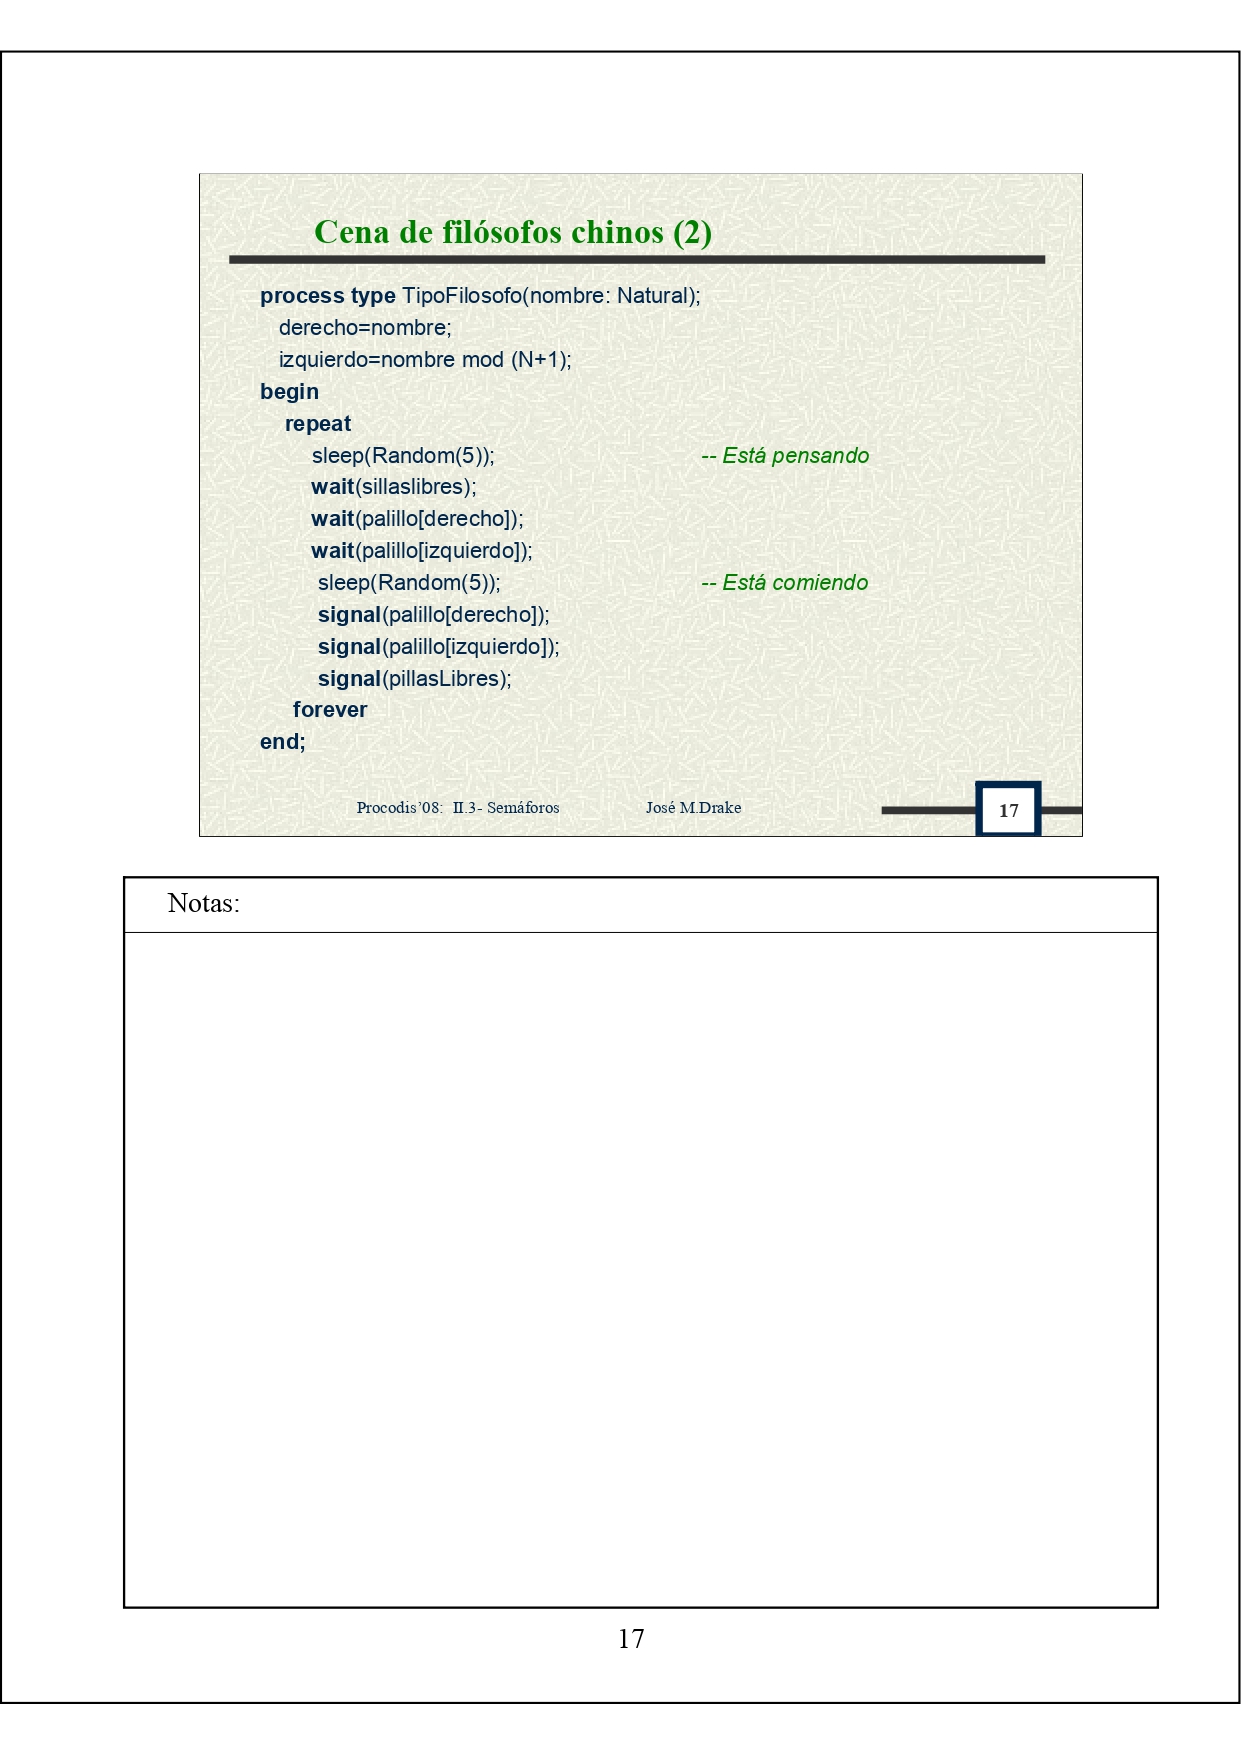 Cena de filósofos chinos (2)
process type TipoFilosofo(nombre: Natural);
derecho=nombre;
izquierdo=nombre mod (N+1);
begin
repeat
sleep(Random(5)); -- Está pensando
wait(sillaslibres);
wait(palillo[derecho]);
wait(palillo[izquierdo]);
sleep(Random(5)); -- Está comiendo
signal(palillo[derecho]);
signal(palillo[izquierdo]);
signal(pillasLibres);
forever
end;
Procodis’08: II.3- Semáforos José M.Drake 17
Notas:
17